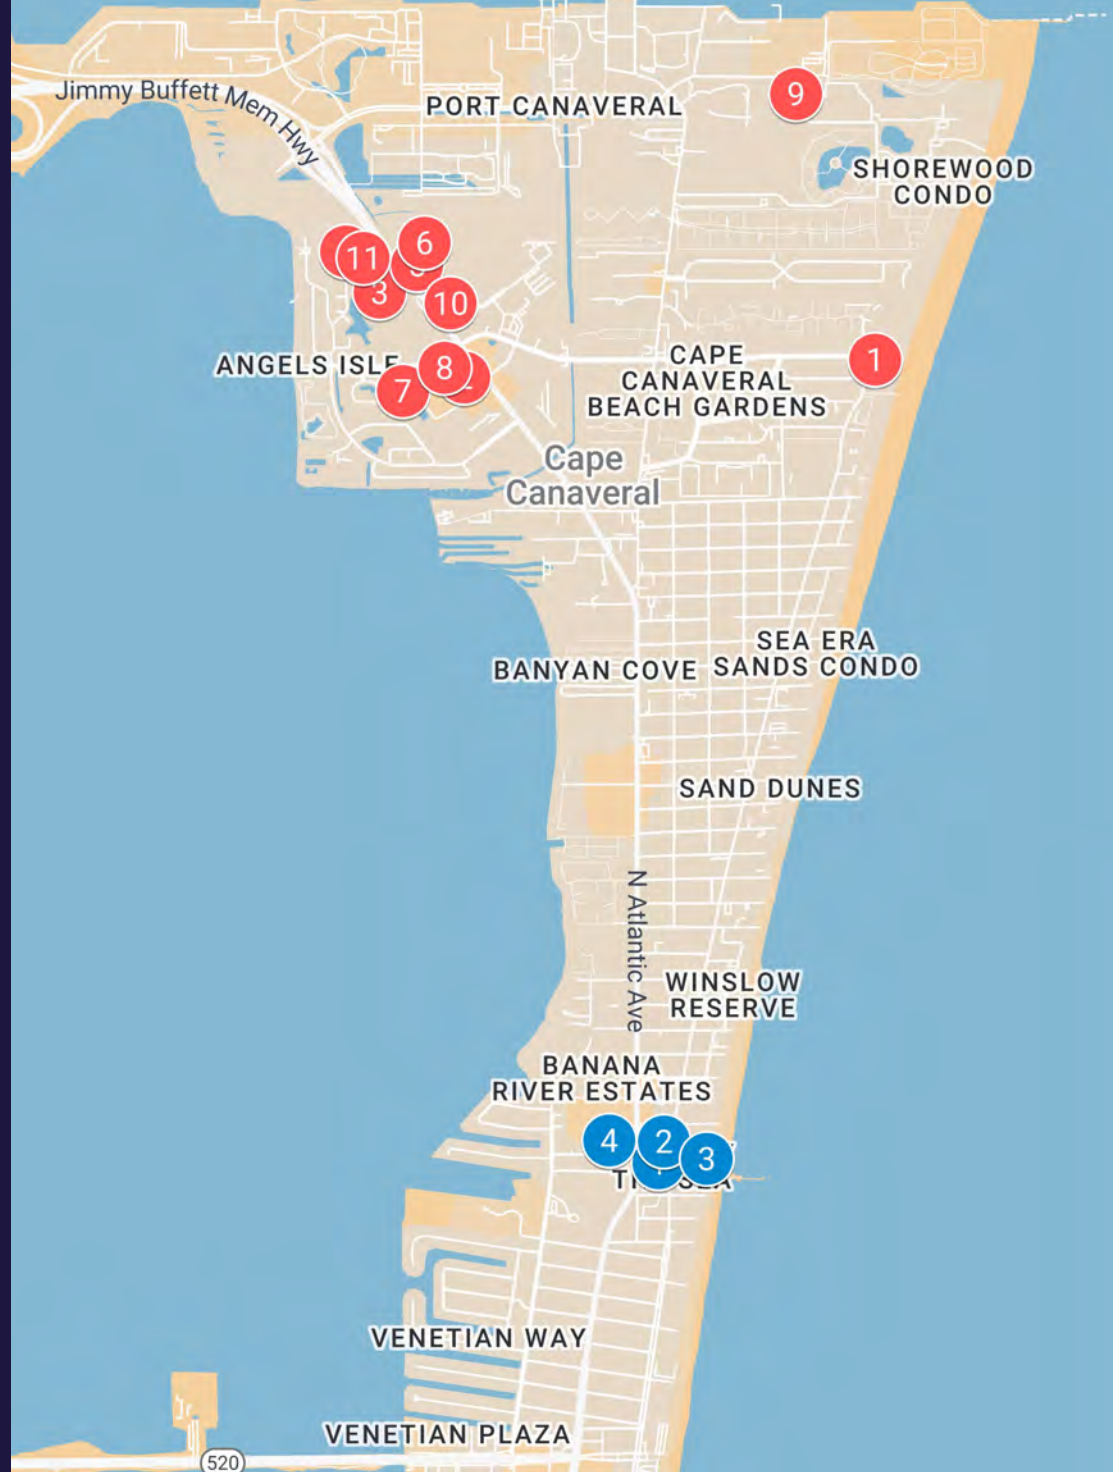 Jimmy Buffett Mem Hwy
PORT CANAVERAL
9
SHOREWOOD
CONDO
6
11
3
10
ANGELS ISLE
8
7
CAPE
CANAVERAL
BEACH GARDENS
1
Cape
Canaveral
SEA ERA
SANDS CONDO
BANYAN COVE
SAND DUNES
N Atlantic Ave
WINSLOW
RESERVE
BANANA
RIVER ESTATES
4
2
3
VENETIAN WAY
VENETIAN PLAZA
520